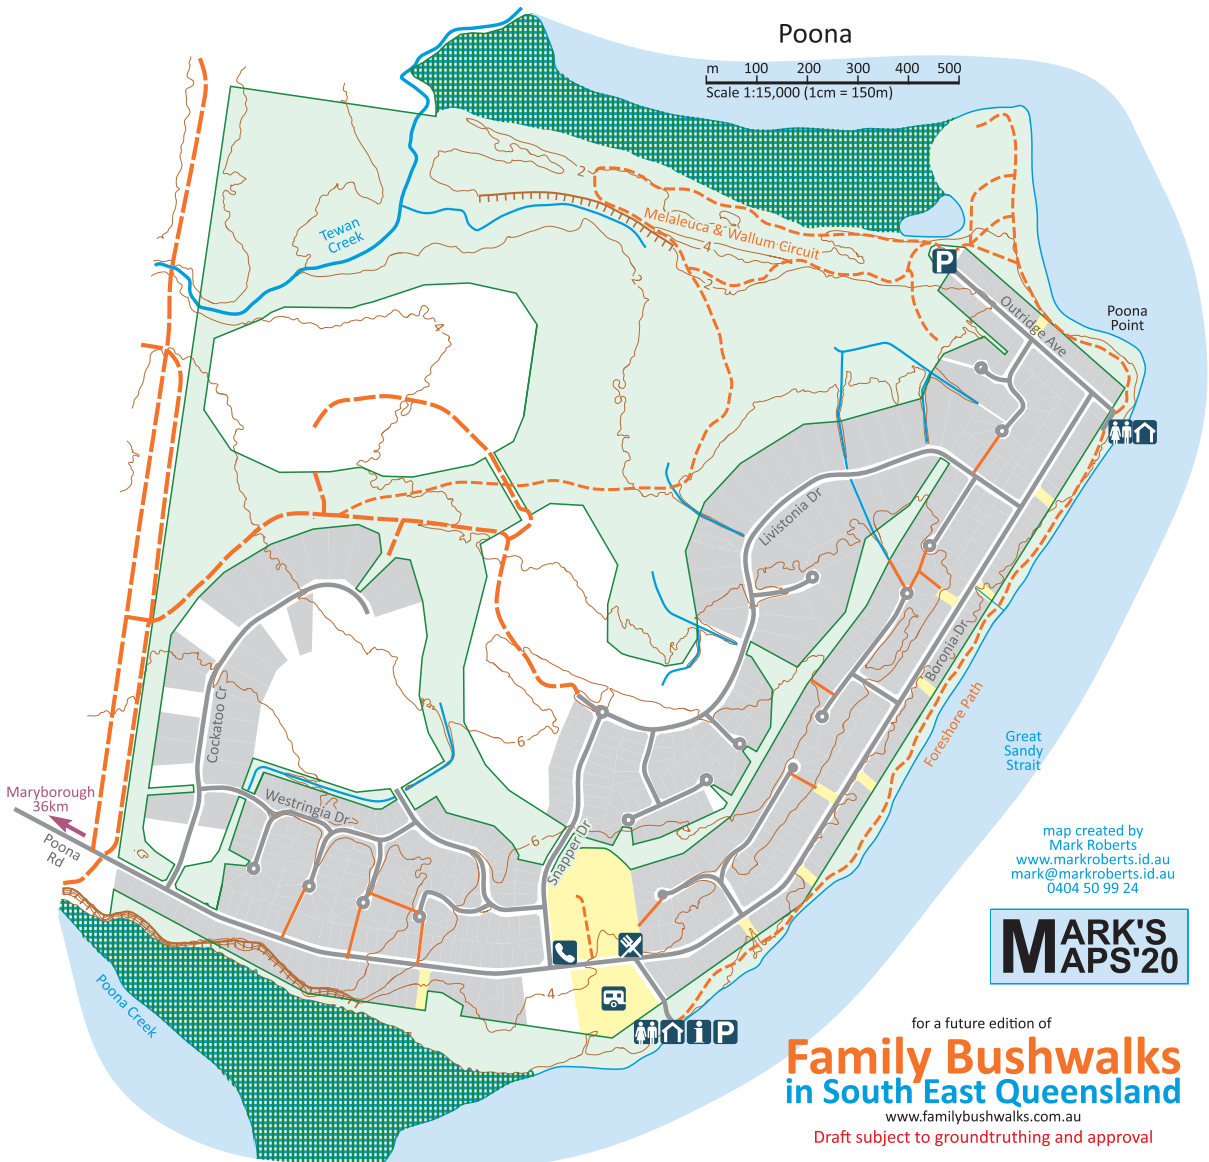 Poona
m 100 200 300 400 500
Scale 1:15,000 (1cm = 150m)
Tewan
Creek
2
Melaleuca & Wallum Circuit
4
2
P
Outridge Ave
Poona
Point
4
Livistonia Dr
Boronia Dr
Foreshore Path
Great
Sandy
Strait
Cockatoo Cr
6
Westringia Dr
6
Snapper Dr
Maryborough
36km
Poona
Rd
4
Poona Creek
i P
map created by
Mark Roberts
www.markroberts.id.au
mark@markroberts.id.au
0404 50 99 24
MARK'S
MAPS'20
for a future edition of
Family Bushwalks
in South East Queensland
www.familybushwalks.com.au
Draft subject to groundtruthing and approval